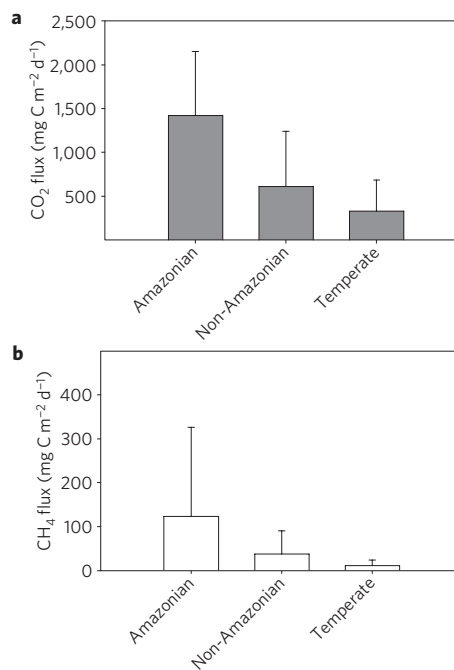 a
CO₂ flux (mg C m⁻² d⁻¹)
2,500
2,000
1,500
1,000
500
Amazonian
Non-Amazonian
Temperate
b
CH₄ flux (mg C m⁻² d⁻¹)
400
300
200
100
0
Amazonian
Non-Amazonian
Temperate